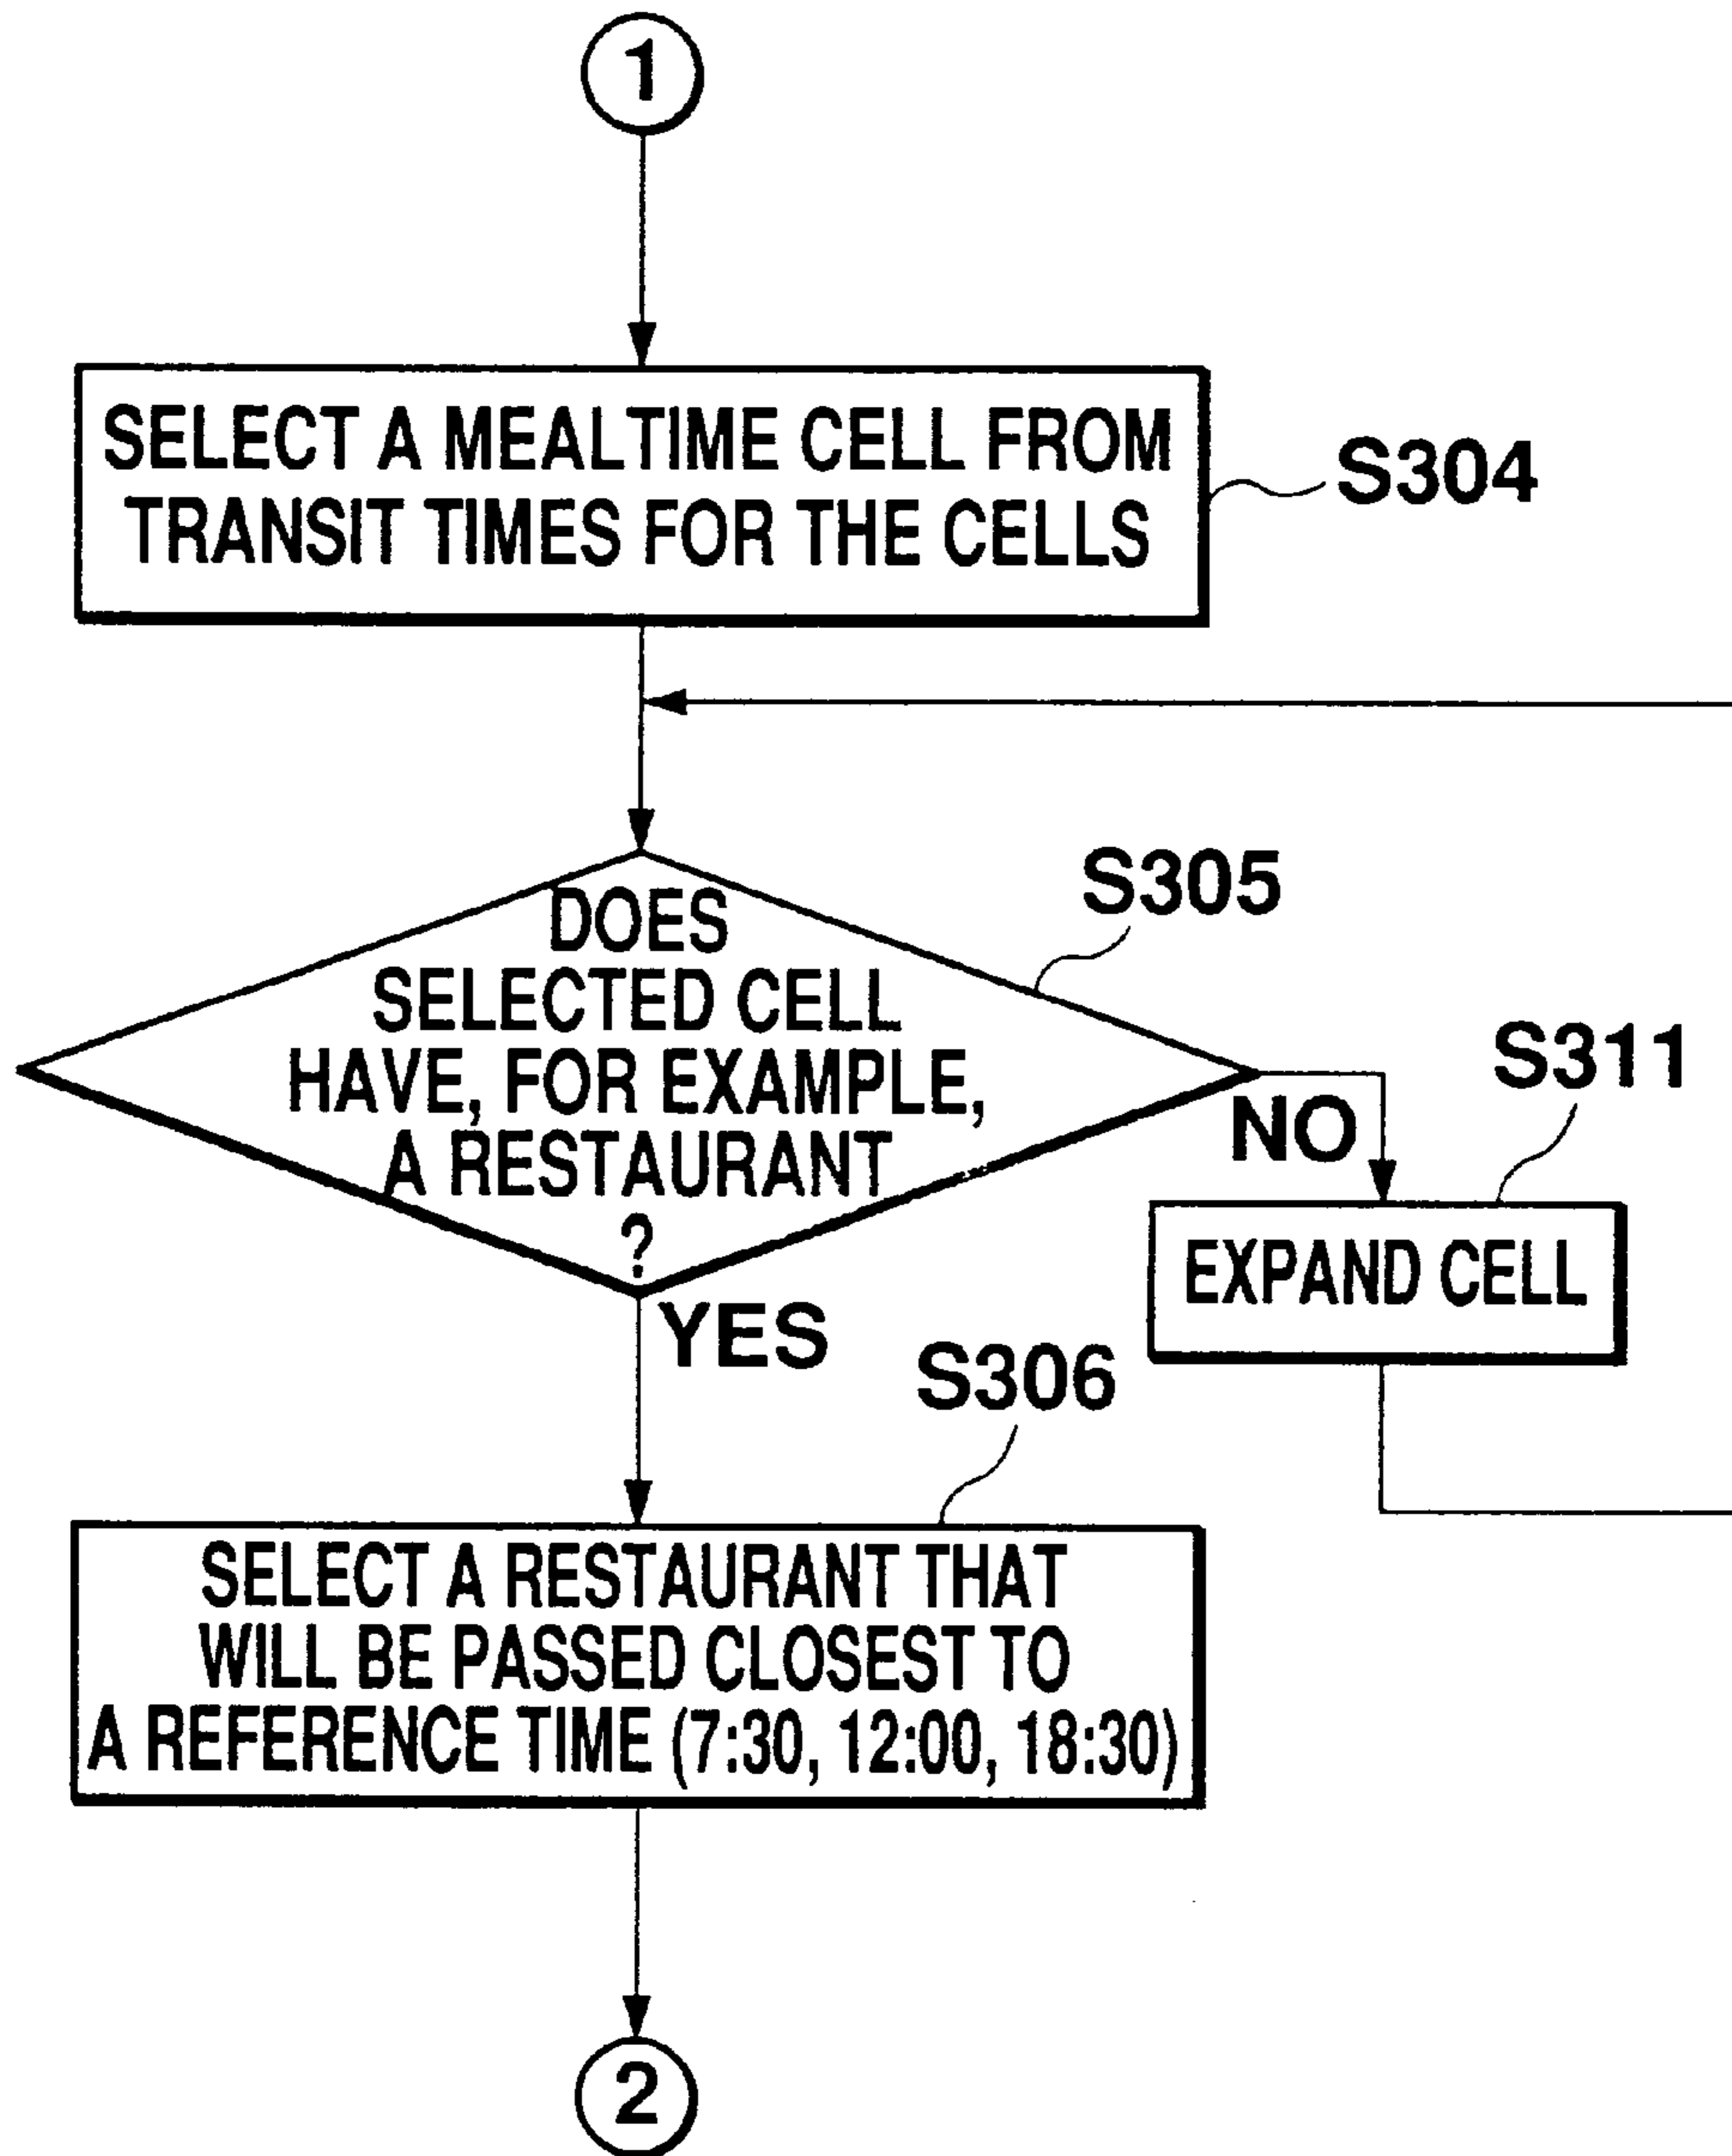 1
SELECT A MEALTIME CELL FROM
TRANSIT TIMES FOR THE CELLS
S304
DOES
SELECTED CELL
HAVE, FOR EXAMPLE,
A RESTAURANT
?
S305
NO
S311
EXPAND CELL
YES
S306
SELECT A RESTAURANT THAT
WILL BE PASSED CLOSEST TO
A REFERENCE TIME (7:30, 12:00, 18:30)
2